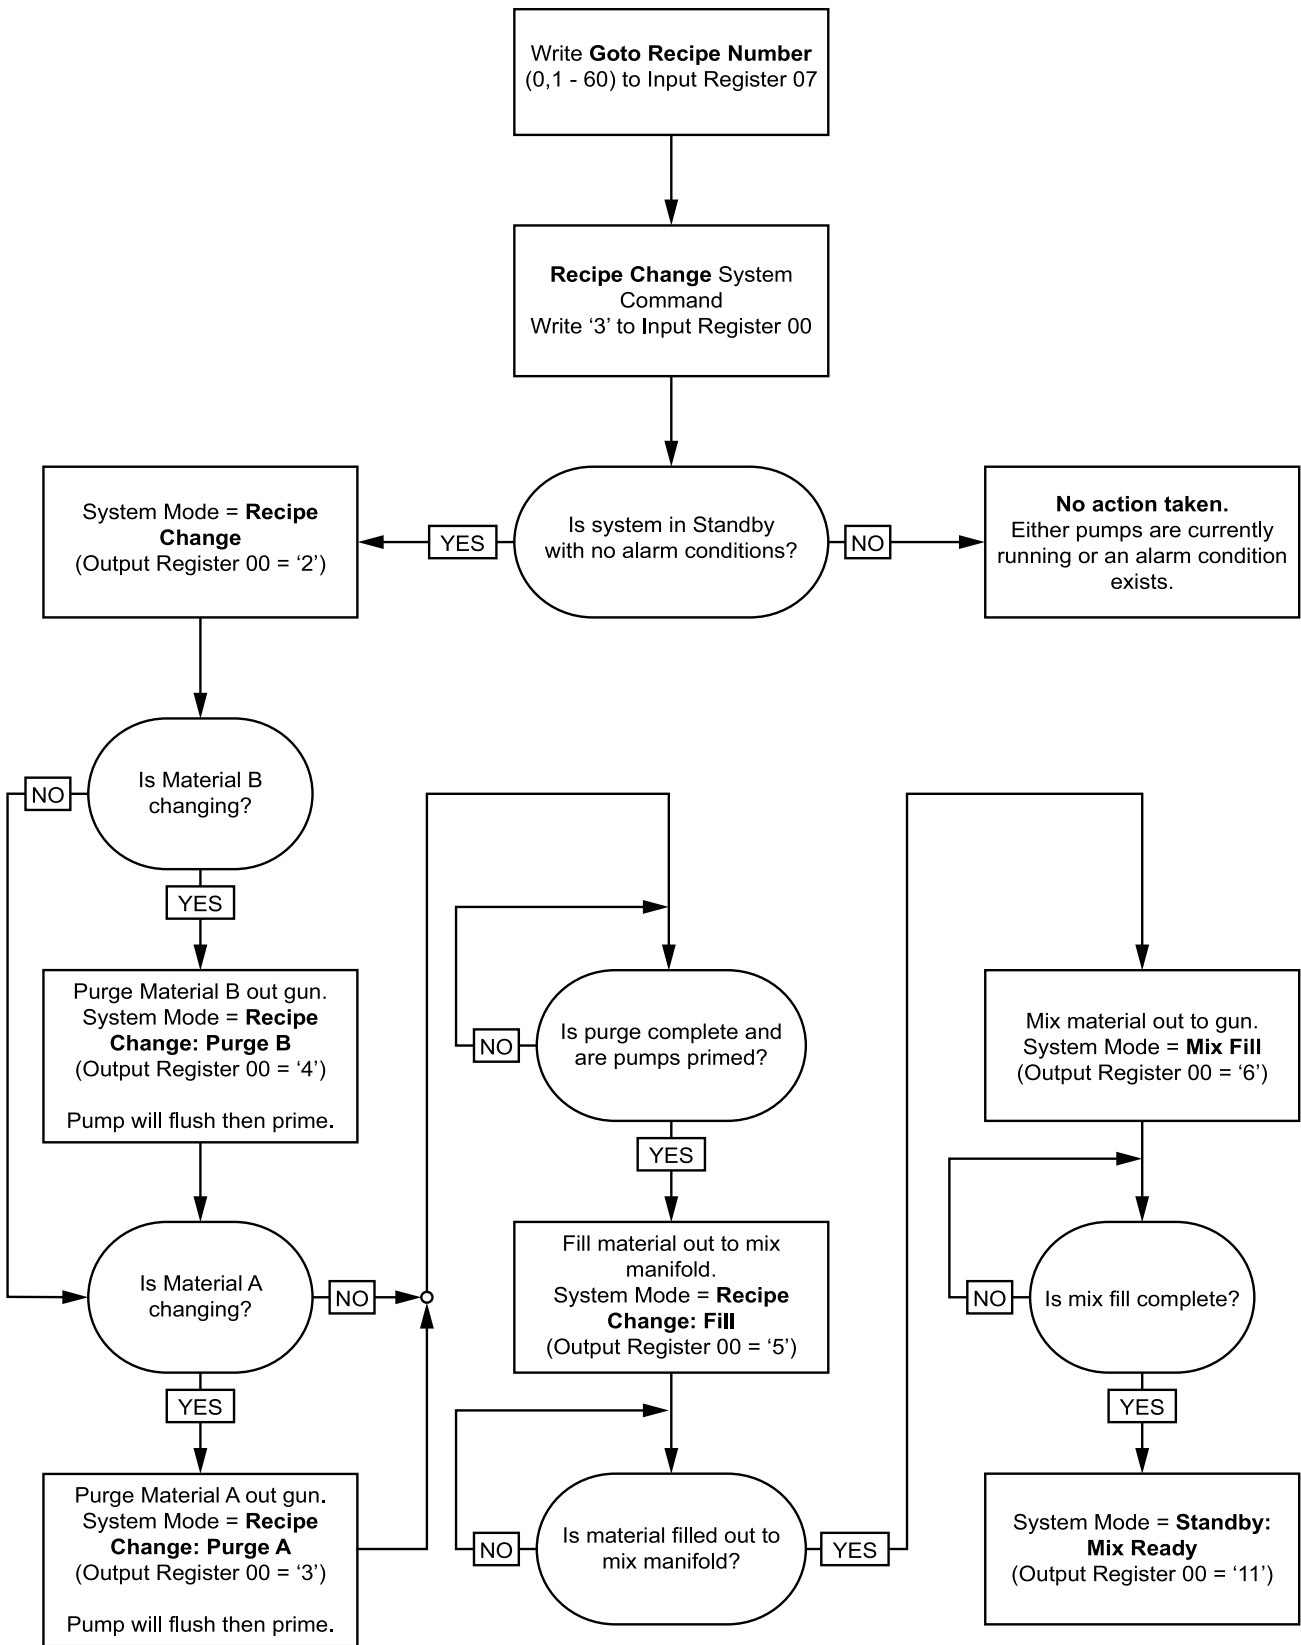 Write Goto Recipe Number
(0,1 - 60) to Input Register 07
Recipe Change System
Command
Write ‘3’ to Input Register 00
Is system in Standby
with no alarm conditions?
YES
NO
System Mode = Recipe
Change
(Output Register 00 = ‘2’)
No action taken.
Either pumps are currently
running or an alarm condition
exists.
Is Material B
changing?
NO
YES
Purge Material B out gun.
System Mode = Recipe
Change: Purge B
(Output Register 00 = ‘4’)
Pump will flush then prime.
Is Material A
changing?
NO
YES
Purge Material A out gun.
System Mode = Recipe
Change: Purge A
(Output Register 00 = ‘3’)
Pump will flush then prime.
Is purge complete and
are pumps primed?
NO
YES
Fill material out to mix
manifold.
System Mode = Recipe
Change: Fill
(Output Register 00 = ‘5’)
Is material filled out to
mix manifold?
NO
YES
Mix material out to gun.
System Mode = Mix Fill
(Output Register 00 = ‘6’)
Is mix fill complete?
NO
YES
System Mode = Standby:
Mix Ready
(Output Register 00 = ‘11’)